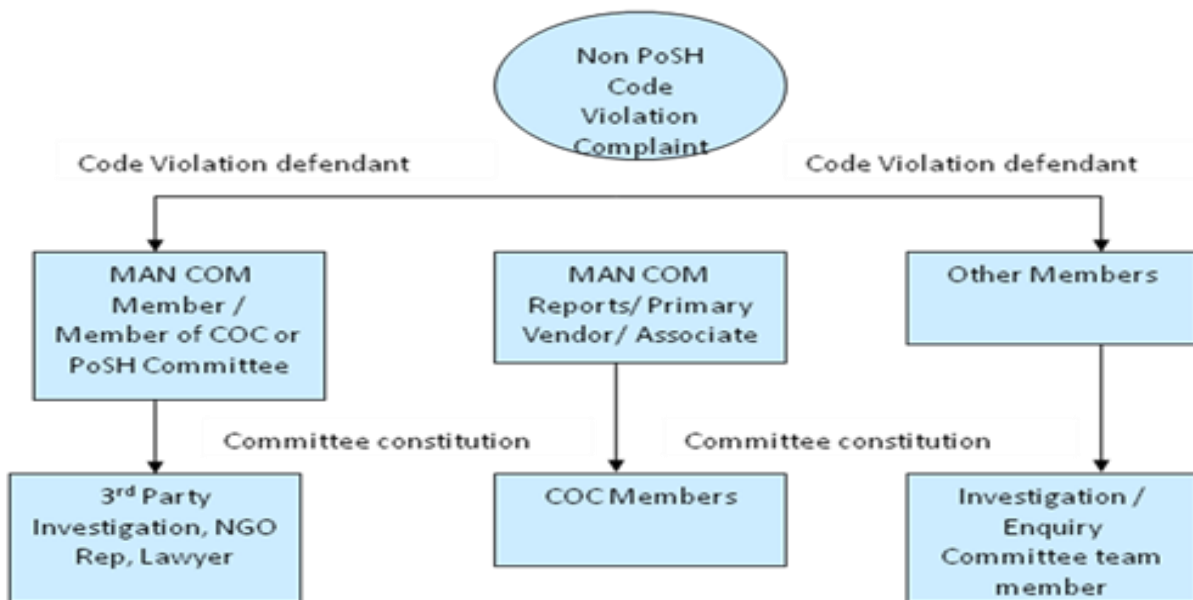 Non PoSH
Code
Violation
Complaint
Code Violation defendant
Code Violation defendant
MAN COM
Member /
Member of COC or
PoSH Committee
MAN COM
Reports/ Primary
Vendor/ Associate
Other Members
Committee constitution
Committee constitution
3rd Party
Investigation, NGO
Rep, Lawyer
COC Members
Investigation /
Enquiry
Committee team
member